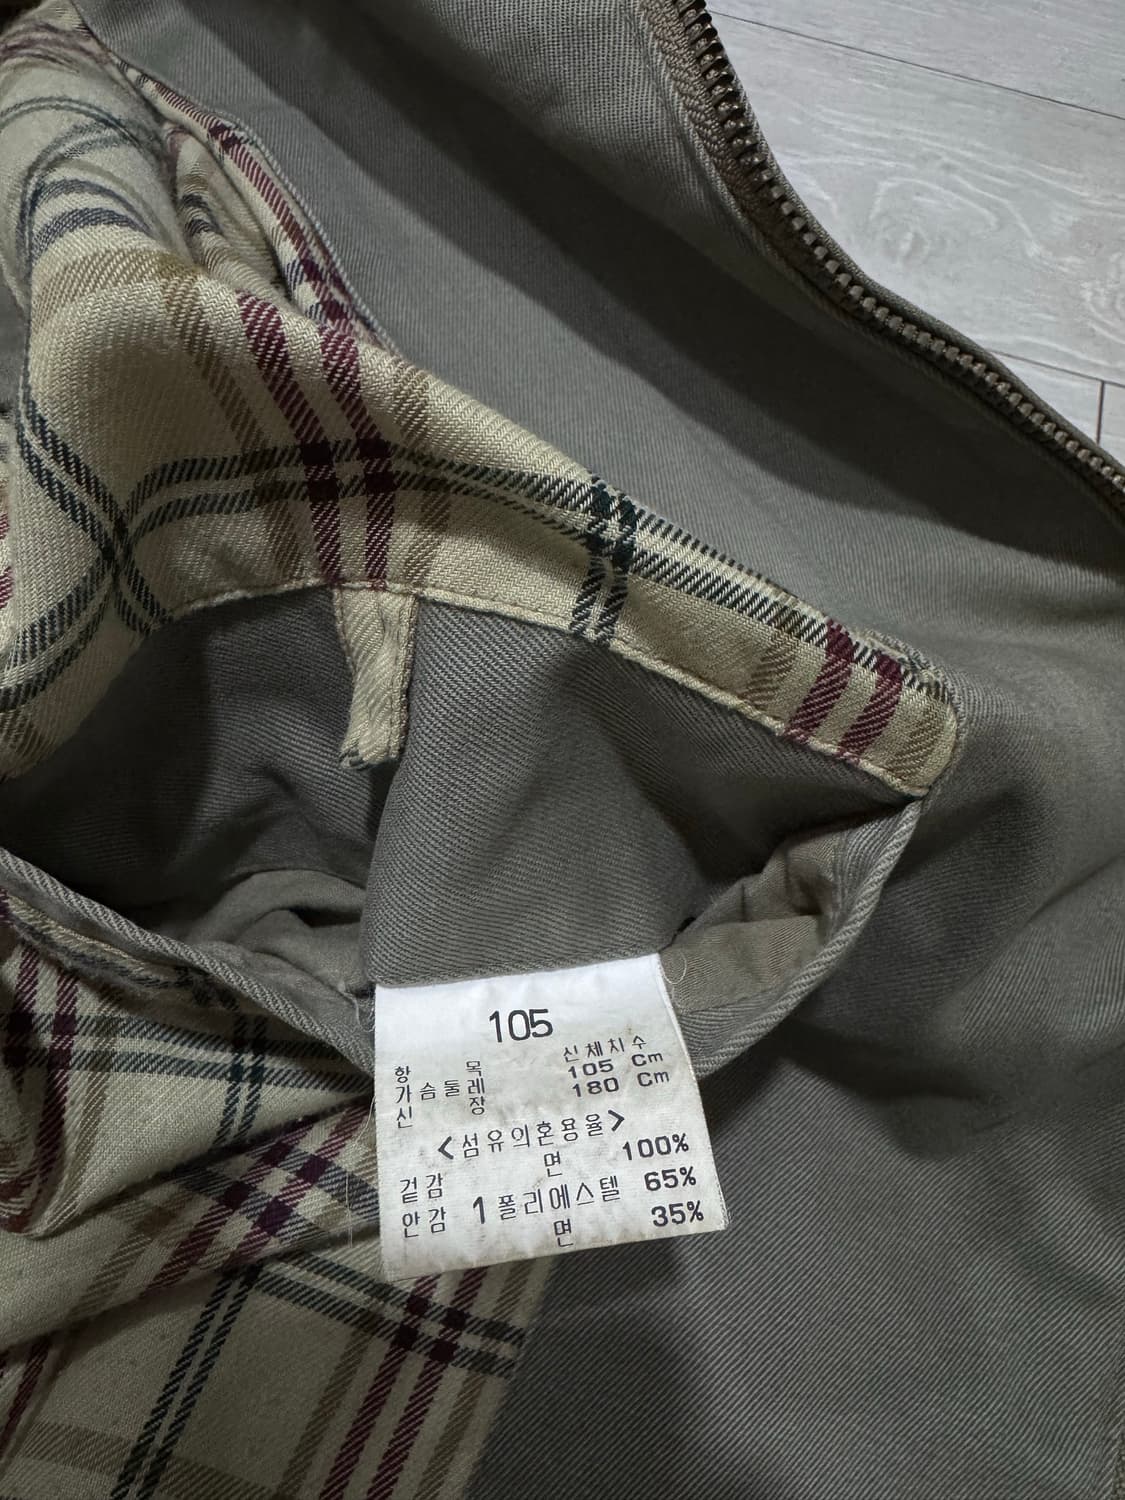 105
항 목 신체치수
가슴둘레 105 Cm
신 장 180 Cm
<섬유의혼용율>
겉감 면 100%
안감 1 폴리에스텔 65%
면 35%